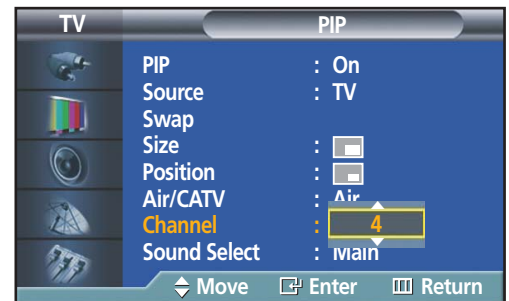 TV PIP
PIP : On
Source : TV
Swap
Size :
Position :
Air/CATV : Air
Channel : 4
Sound Select : Main
Move Enter Return